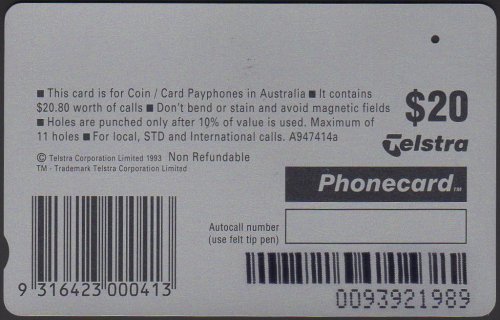 ■ This card is for Coin / Card Payphones in Australia ■ It contains
$20.80 worth of calls ■ Don't bend or stain and avoid magnetic fields
■ Holes are punched only after 10% of value is used. Maximum of
11 holes ■ For local, STD and International calls. A947414a
© Telstra Corporation Limited 1993 Non Refundable
TM - Trademark Telstra Corporation Limited
$20
Telstra
Phonecard TM
Autocall number
(use felt tip pen)
9 316423 000413
0093921989